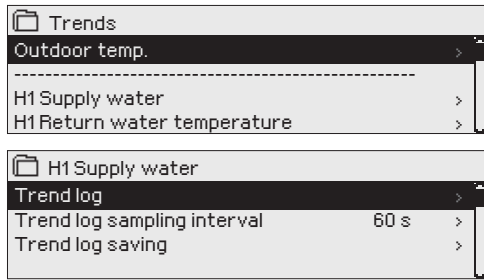 Trends
Outdoor temp. >
----------------------------------------------------
H1 Supply water >
H1 Return water temperature >
H1 Supply water
Trend log >
Trend log sampling interval 60 s >
Trend log saving >